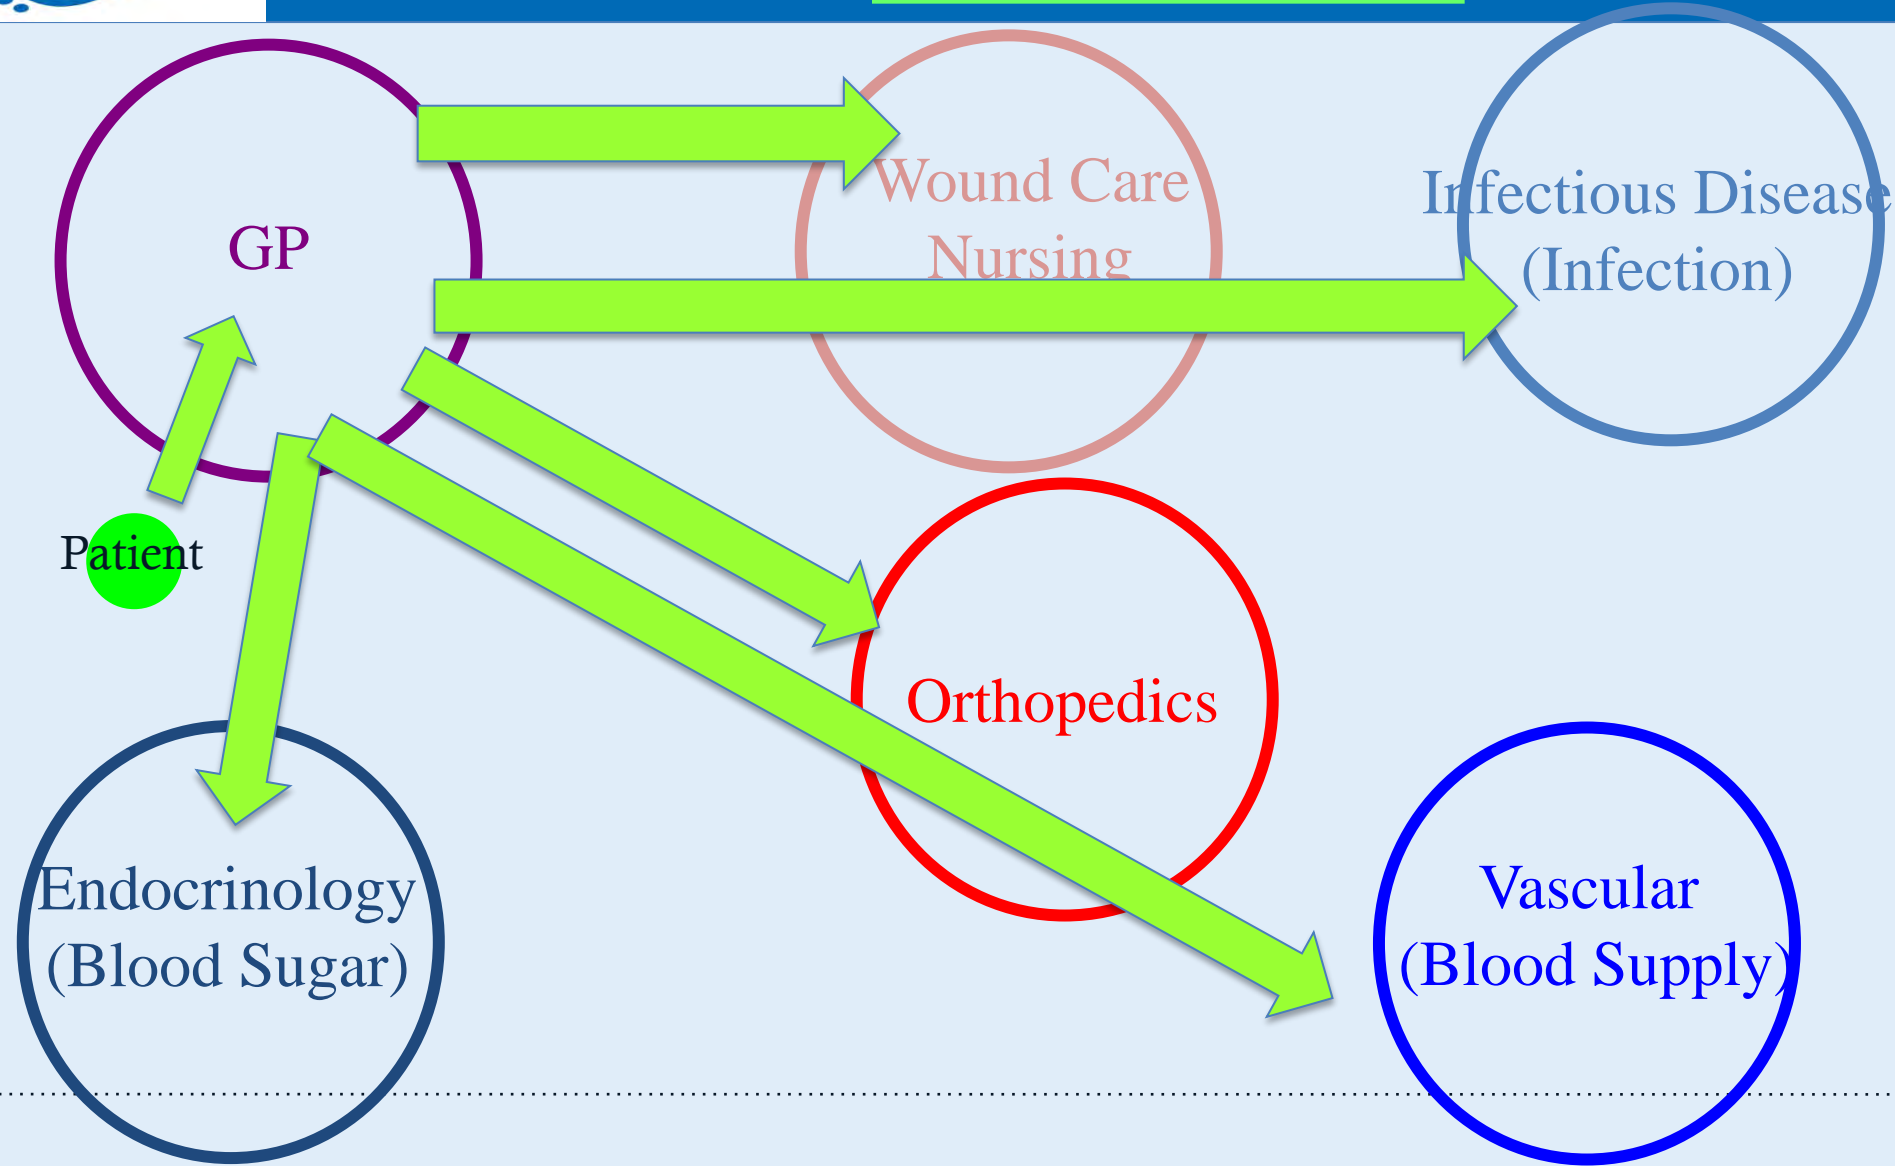 GP
Wound Care
Nursing
Infectious Disease
(Infection)
Patient
Orthopedics
Endocrinology
(Blood Sugar)
Vascular
(Blood Supply)